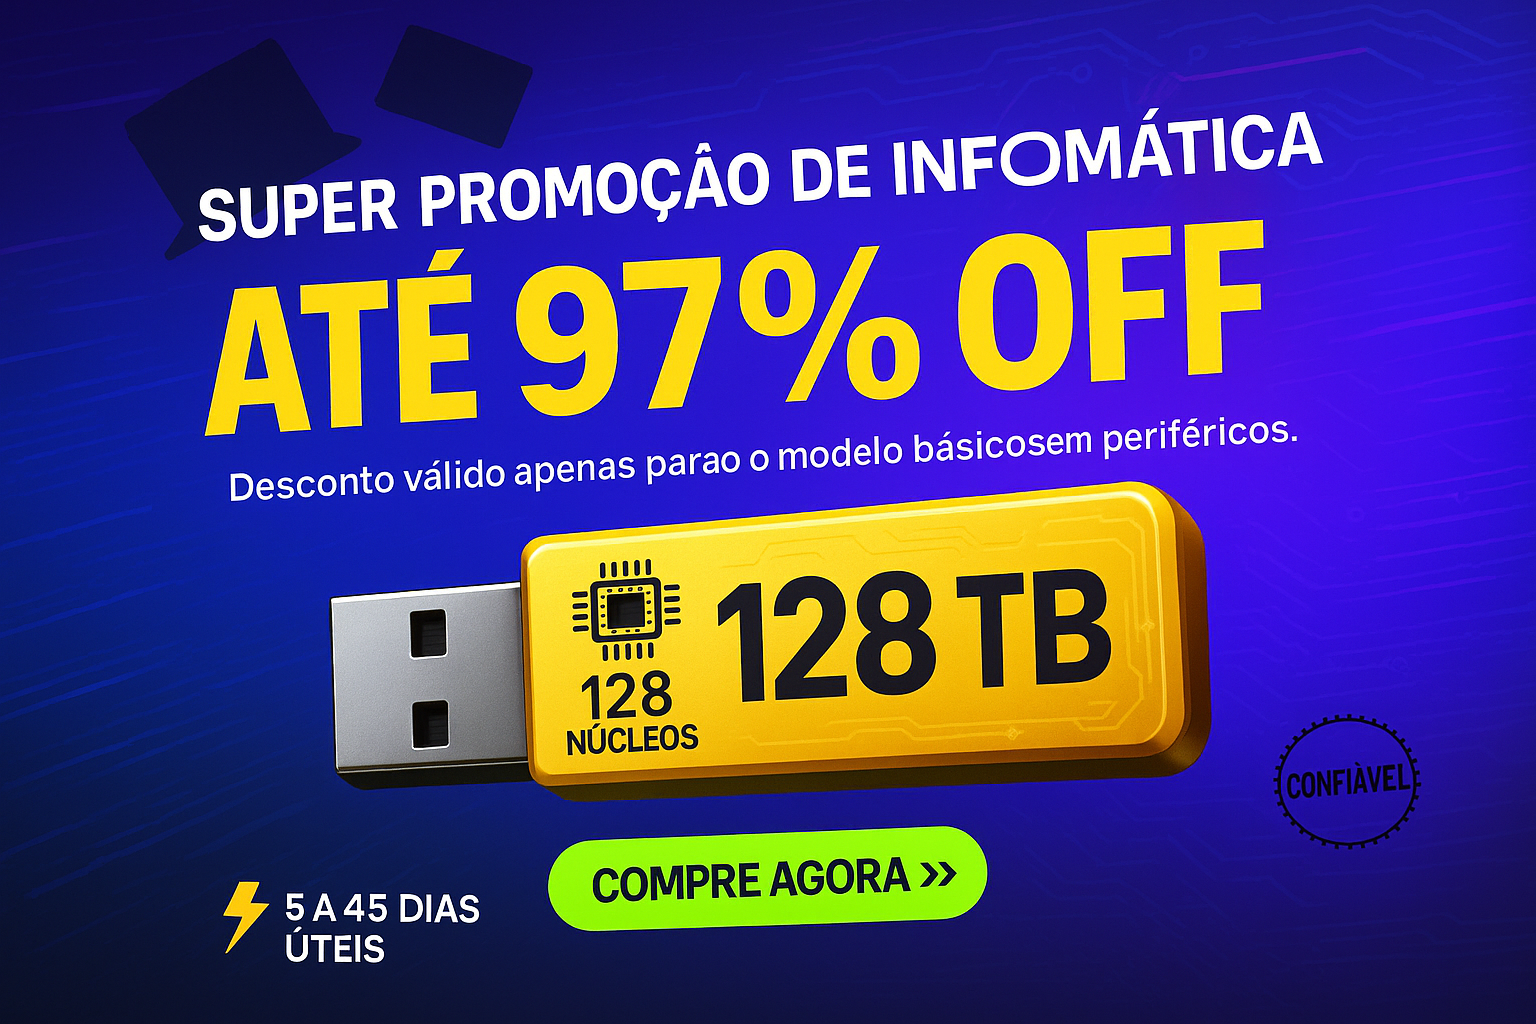 SUPER PROMOÇÂO DE INFOMÁTICA
ATÉ 97% OFF
Desconto válido apenas parao o modelo básicosem periféricos.
128 TB
128
NÚCLEOS
CONFIÀVEL
COMPRE AGORA »
5 A 45 DIAS
ÚTEIS